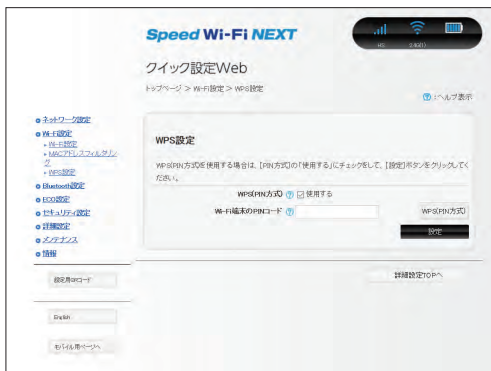 Speed Wi-Fi NEXT
HS
2.4G(1)
クイック設定Web
トップページ > Wi-Fi設定 > WPS設定
:ヘルプ表示
ネットワーク設定
Wi-Fi設定
Wi-Fi設定
MACアドレスフィルタリン
グ
WPS設定
Bluetooth設定
ECO設定
セキュリティ設定
詳細設定
メンテナンス
情報
設定用QRコード
English
モバイル用ページへ
WPS設定
WPS(PIN方式)を使用する場合は、[PIN方式]の「使用する」にチェックをして、[設定]ボタンをクリックしてく
ださい。
WPS(PIN方式) ? 使用する
Wi-Fi端末のPINコード ? WPS(PIN方式)
設定
詳細設定TOPへ